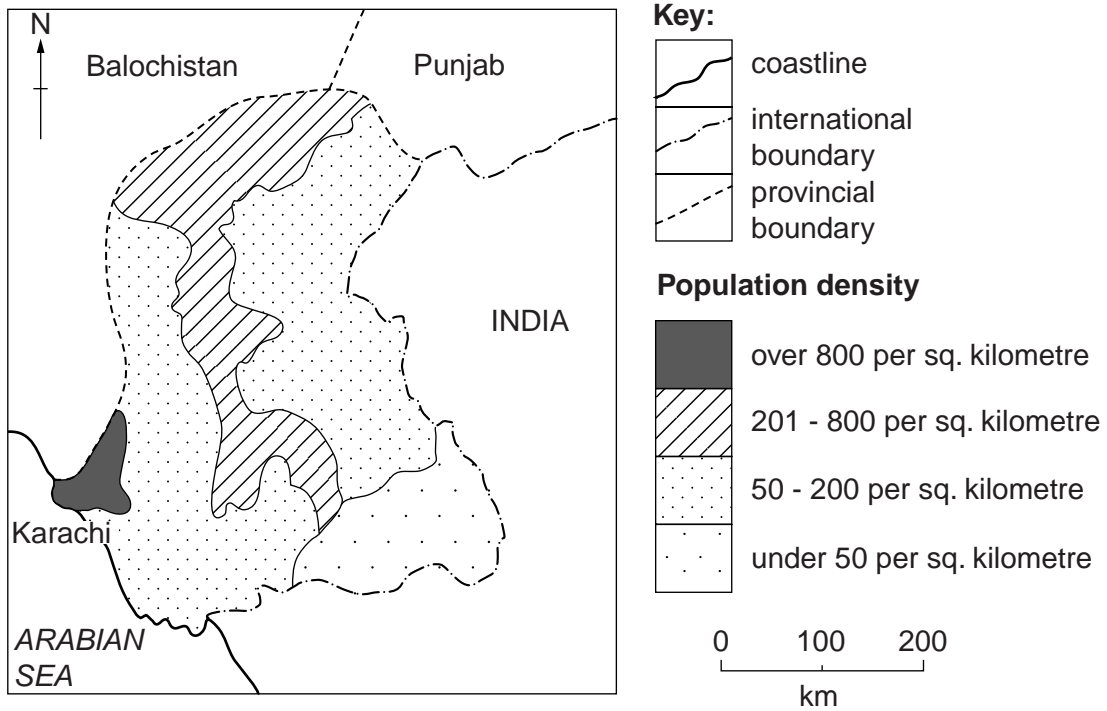 N
Balochistan
Punjab
INDIA
Karachi
ARABIAN
SEA
Key:
coastline
international
boundary
provincial
boundary
Population density
over 800 per sq. kilometre
201 - 800 per sq. kilometre
50 - 200 per sq. kilometre
under 50 per sq. kilometre
0 100 200
km